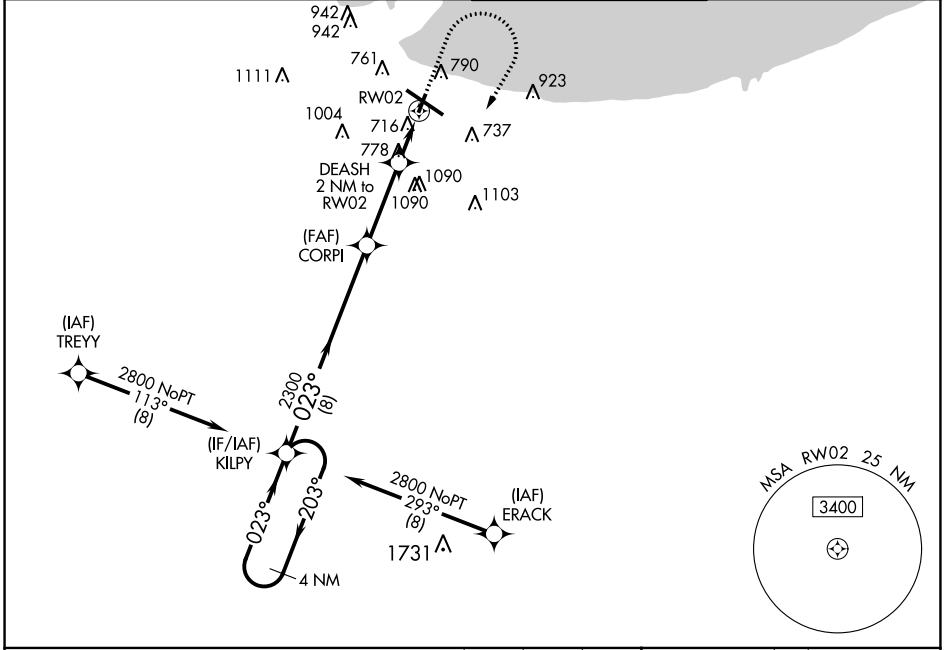 942
942
761
790
1111
923
RW02
1004
716
737
778
DEASH
2 NM to
RW02
1090
1090
1103
(FAF)
CORPI
(IAF)
TREYY
2800 NoPT
113°
(8)
2300
023°
(8)
(IF/IAF)
KILPY
023°
203°
4 NM
2800 NoPT
293°
(8)
(IAF)
ERACK
1731
MSA RW02 25 NM
3400